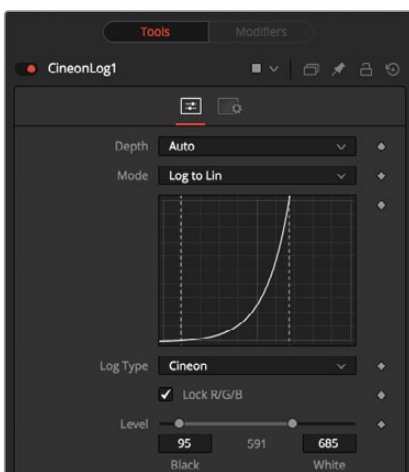 Tools Modifiers
CineonLog1
Depth Auto
Mode Log to Lin
Log Type Cineon
Lock R/G/B
Level
95 591 685
Black White